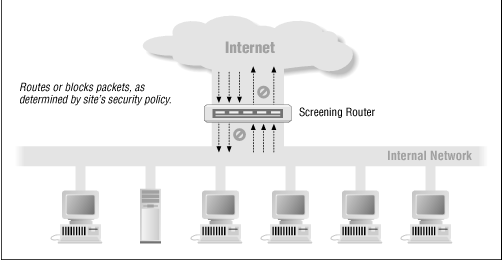 Internet
Routes or blocks packets, as
determined by site's security policy.
Screening Router
Internal Network